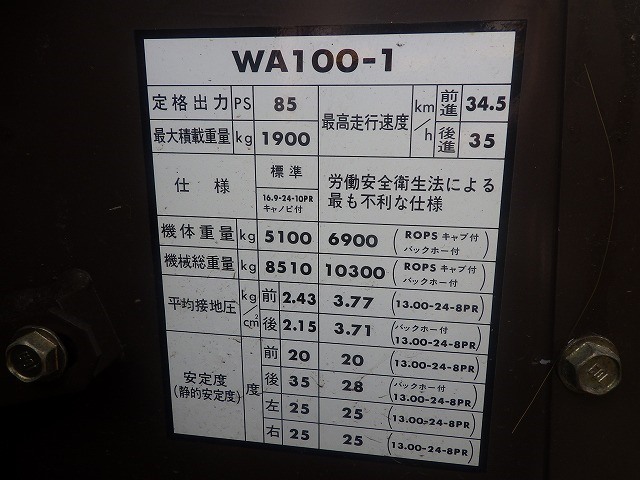 WA100-1
定格出力 PS 85 最高走行速度 km/h 前進 34.5
最大積載重量 kg 1900 後進 35
仕様 標準 16.9-24-10PR キャノピ付 労働安全衛生法による最も不利な仕様
機体重量 kg 5100 6900 (ROPSキャブ付 バックホー付)
機械総重量 kg 8510 10300 (ROPSキャブ付 バックホー付)
平均接地圧 kg/cm² 前 2.43 3.77 (13.00-24-8PR)
後 2.15 3.71 (バックホー付 13.00-24-8PR)
安定度 (静的安定度) 度 前 20 20 (13.00-24-8PR)
後 35 28 (バックホー付 13.00-24-8PR)
左 25 25 (13.00-24-8PR)
右 25 25 (13.00-24-8PR)